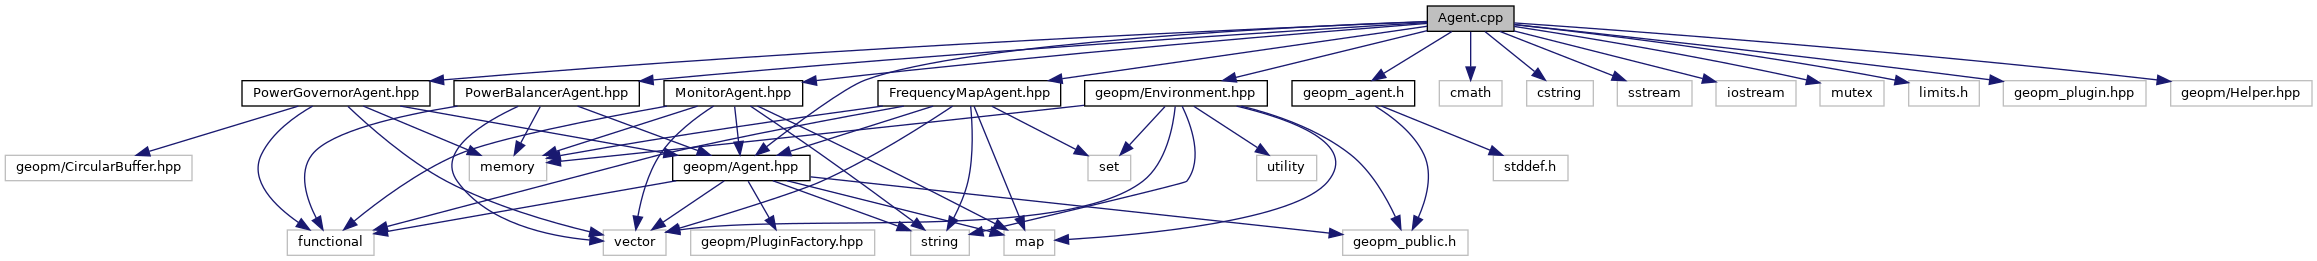 Agent.cpp
PowerGovernorAgent.hpp
PowerBalancerAgent.hpp
MonitorAgent.hpp
FrequencyMapAgent.hpp
geopm/Environment.hpp
geopm_agent.h
cmath
cstring
sstream
iostream
mutex
limits.h
geopm_plugin.hpp
geopm/Helper.hpp
geopm/CircularBuffer.hpp
memory
geopm/Agent.hpp
set
utility
stddef.h
functional
vector
geopm/PluginFactory.hpp
string
map
geopm_public.h